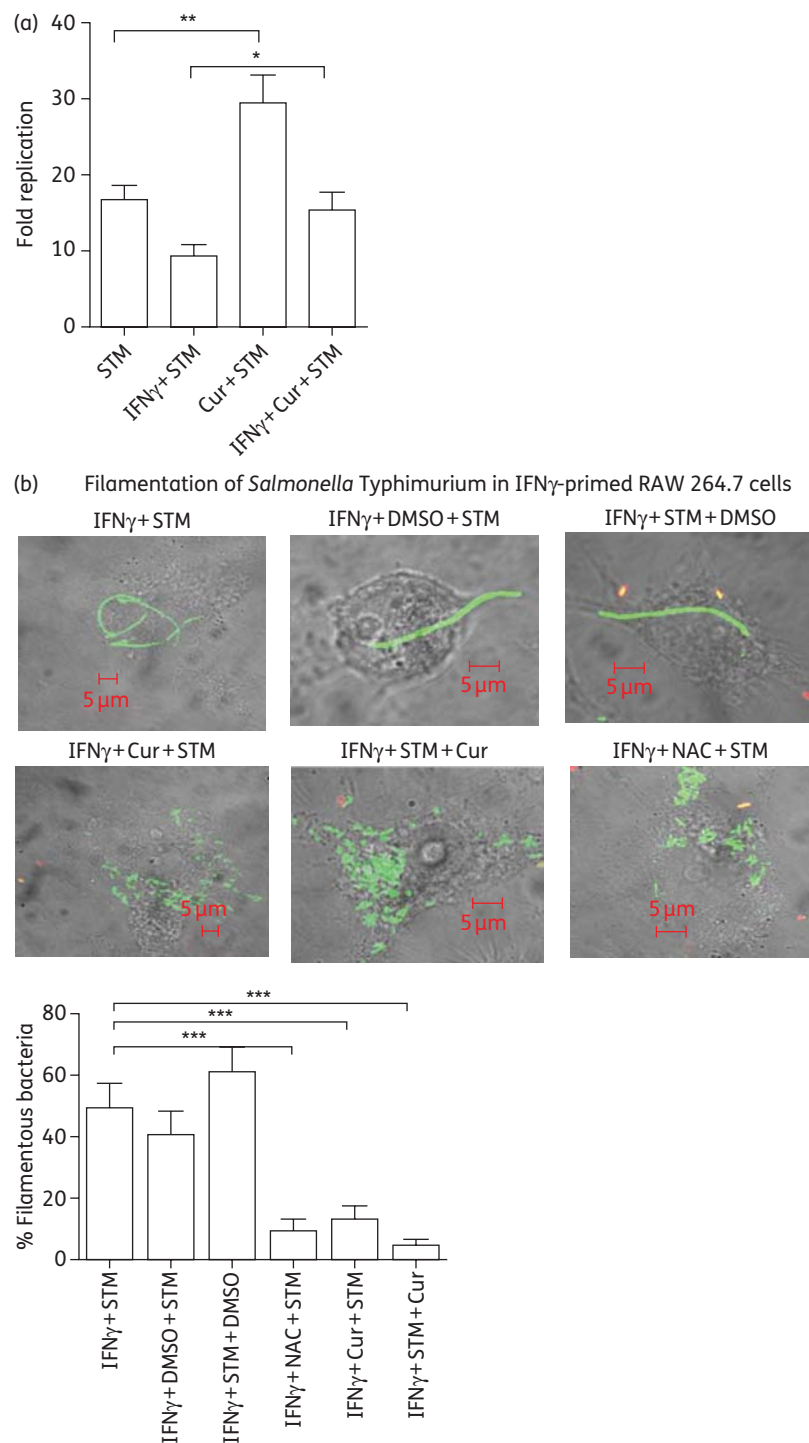 (a)
**
*
40
30
20
10
0
Fold replication
STM
IFNγ+STM
Cur+STM
IFNγ+Cur+STM
(b) Filamentation of Salmonella Typhimurium in IFNγ-primed RAW 264.7 cells
IFNγ+STM
IFNγ+DMSO+STM
IFNγ+STM+DMSO
5 μm
5 μm
5 μm
IFNγ+Cur+STM
IFNγ+STM+Cur
IFNγ+NAC+STM
5 μm
5 μm
5 μm
***
***
***
80
60
40
20
0
% Filamentous bacteria
IFNγ+STM
IFNγ+DMSO+STM
IFNγ+STM+DMSO
IFNγ+NAC+STM
IFNγ+Cur+STM
IFNγ+STM+Cur